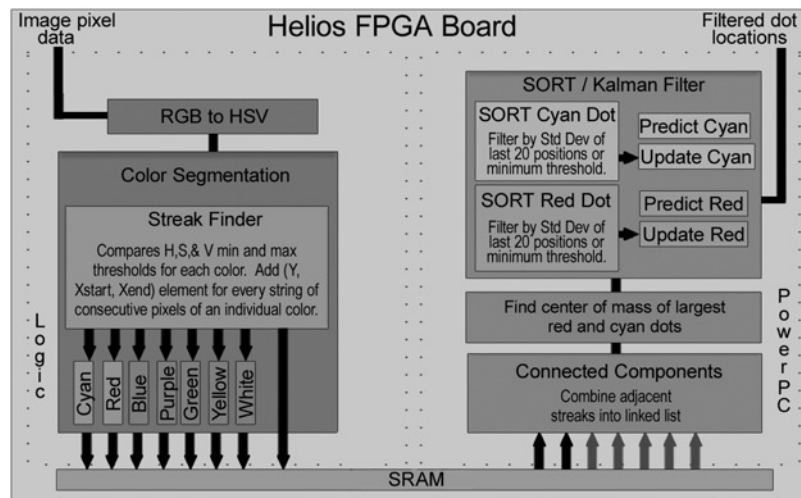 Image pixel
data
Helios FPGA Board
Filtered dot
locations
RGB to HSV
Color Segmentation
Streak Finder
Compares H,S,& V min and max
thresholds for each color. Add (Y,
Xstart, Xend) element for every string of
consecutive pixels of an individual color.
Cyan
Red
Blue
Purple
Green
Yellow
White
Logic
SORT / Kalman Filter
SORT Cyan Dot
Filter by Std Dev of
last 20 positions or
minimum threshold.
Predict Cyan
Update Cyan
SORT Red Dot
Filter by Std Dev of
last 20 positions or
minimum threshold.
Predict Red
Update Red
Find center of mass of largest
red and cyan dots
Connected Components
Combine adjacent
streaks into linked list
PowerPC
SRAM